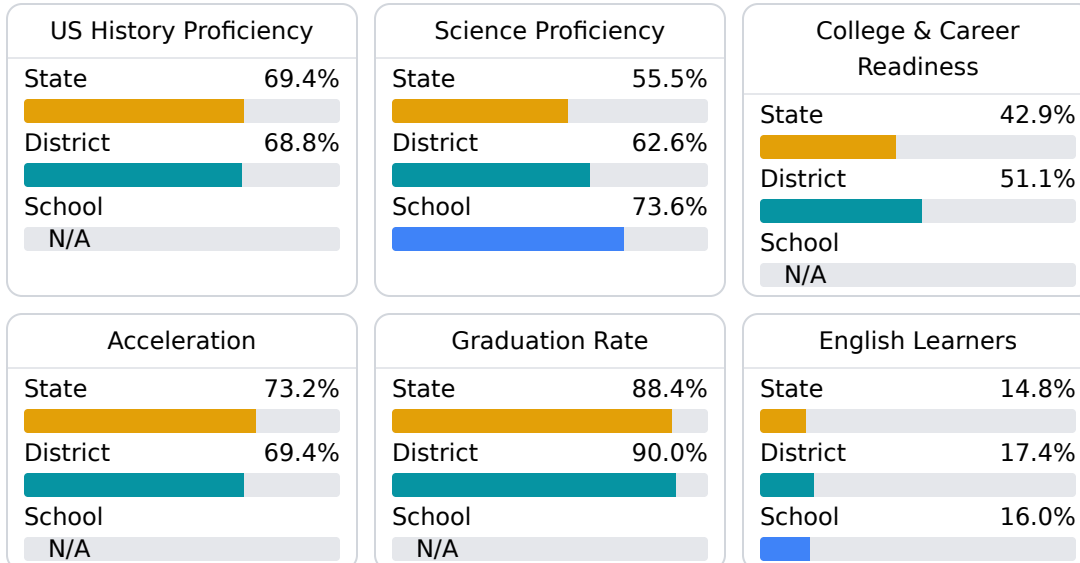 US History Proficiency
State 69.4%
District 68.8%
School
N/A
Science Proficiency
State 55.5%
District 62.6%
School 73.6%
College & Career
Readiness
State 42.9%
District 51.1%
School
N/A
Acceleration
State 73.2%
District 69.4%
School
N/A
Graduation Rate
State 88.4%
District 90.0%
School
N/A
English Learners
State 14.8%
District 17.4%
School 16.0%